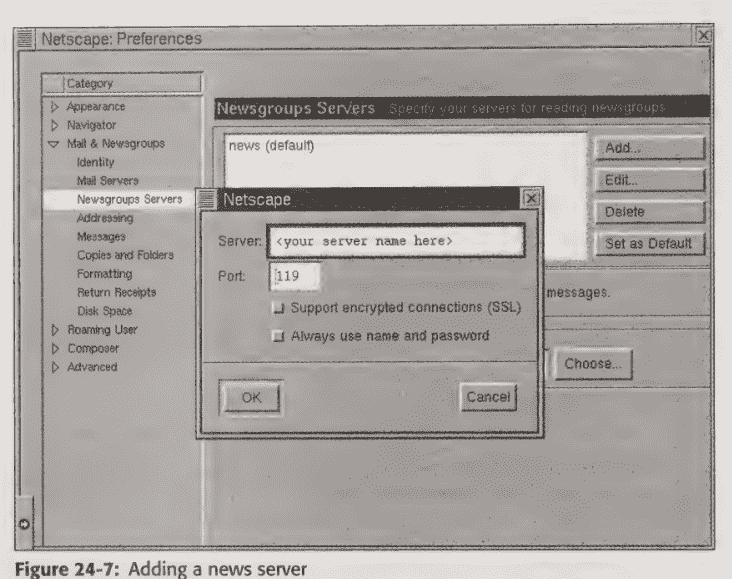 Netscape: Preferences
Category
Appearance
Navigator
Mail & Newsgroups
Identity
Mail Servers
Newsgroups Servers
Addressing
Messages
Copies and Folders
Formatting
Return Receipts
Disk Space
Roaming User
Composer
Advanced
Newsgroups Servers Specify your servers for reading newsgroups
news (default)
Add...
Edit...
Delete
Set as Default
messages.
Choose...
Netscape
Server: <your server name here>
Port: 119
Support encrypted connections (SSL)
Always use name and password
OK
Cancel
Figure 24-7: Adding a news server